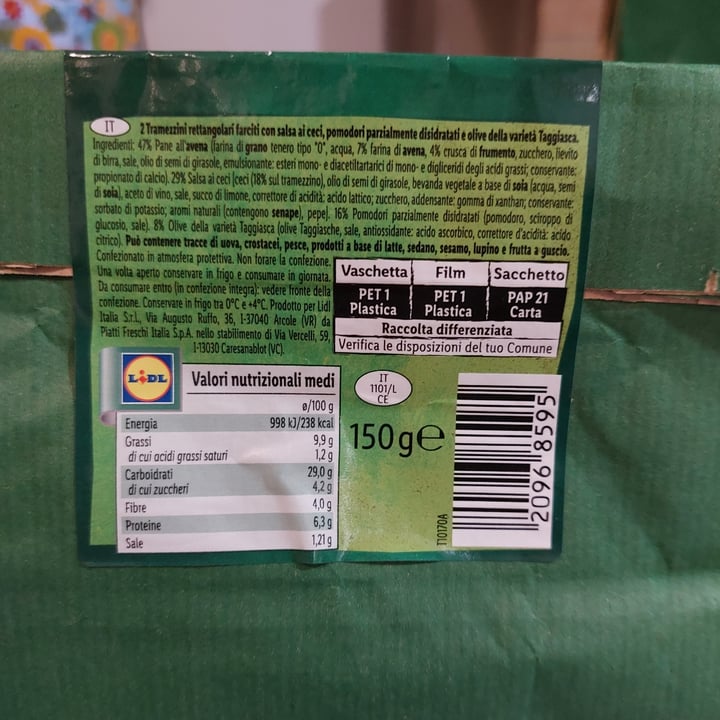 IT
2 Tramezzini rettangolari farciti con salsa ai ceci, pomodori parzialmente disidratati e olive della varietà Taggiasca.
Ingredienti: 47% Pane all'avena (farina di grano tenero tipo "0", acqua, 7% farina di avena, 4% crusca di frumento, zucchero, lievito
di birra, sale, olio di semi di girasole, emulsionante: esteri mono- e diacetiltartarici di mono- e digliceridi degli acidi grassi; conservante:
propionato di calcio). 29% Salsa ai ceci [ceci (18% sul tramezzino), olio di semi di girasole, bevanda vegetale a base di soia (acqua, semi
di soia), aceto di vino, sale, succo di limone, correttore di acidità: acido lattico; zucchero, addensante: gomma di xanthan; conservante:
sorbato di potassio; aromi naturali (contengono senape), pepe]. 16% Pomodori parzialmente disidratati (pomodoro, sciroppo di
glucosio, sale). 8% Olive della varietà Taggiasca (olive Taggiasche, sale, antiossidante: acido ascorbico, correttore d'acidità: acido
citrico). Può contenere tracce di uova, crostacei, pesce, prodotti a base di latte, sedano, sesamo, lupino e frutta a guscio.
Confezionato in atmosfera protettiva. Non forare la confezione.
Una volta aperto conservare in frigo e consumare in giornata.
Da consumare entro (in confezione integra): vedere fronte della
confezione. Conservare in frigo tra 0°C e +4°C. Prodotto per Lidl
Italia S.r.l., Via Augusto Ruffo, 36, I-37040 Arcole (VR) da
Piatti Freschi Italia S.p.A. nello stabilimento di Via Vercelli, 59,
I-13030 Caresanablot (VC).
Vaschetta Film Sacchetto
PET 1 PET 1 PAP 21
Plastica Plastica Carta
Raccolta differenziata
Verifica le disposizioni del tuo Comune
LIDL
Valori nutrizionali medi
ø/100 g
Energia 998 kJ/238 kcal
Grassi 9,9 g
di cui acidi grassi saturi 1,2 g
Carboidrati 29,0 g
di cui zuccheri 4,2 g
Fibre 4,0 g
Proteine 6,3 g
Sale 1,21 g
IT
1101/L
CE
150 g e
T10170A
2096 8595